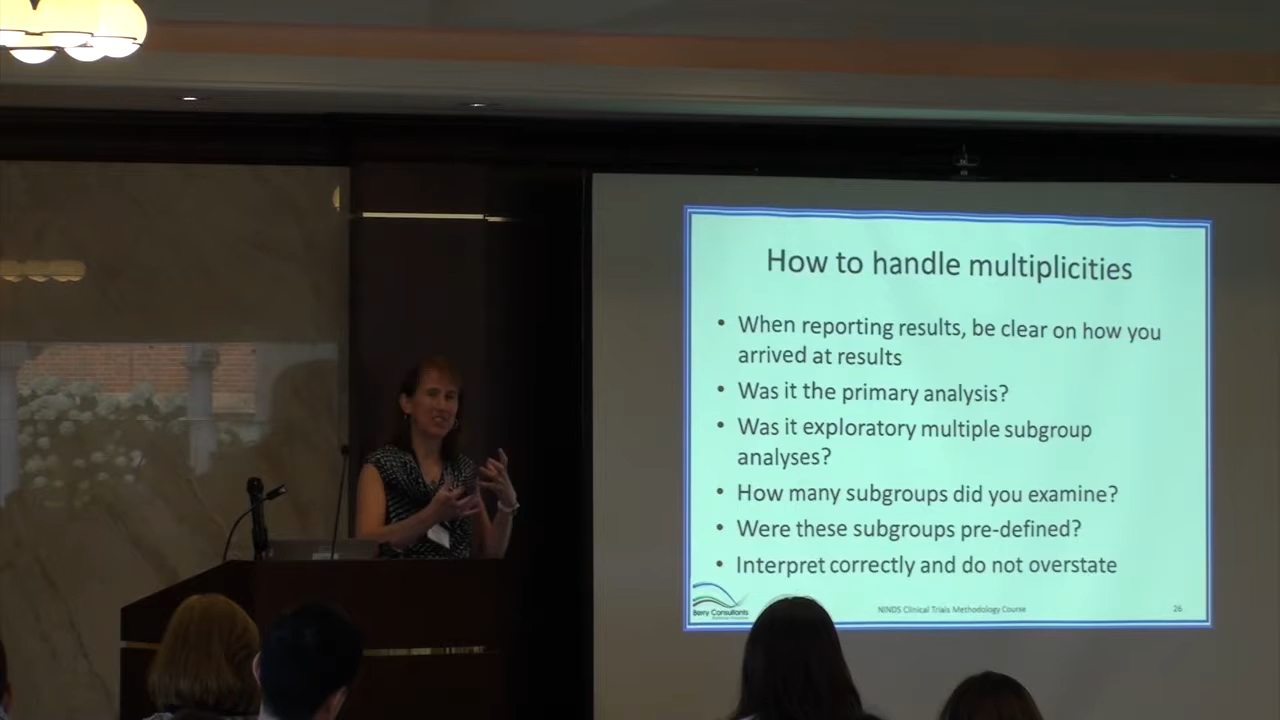 How to handle multiplicities
• When reporting results, be clear on how you
arrived at results
• Was it the primary analysis?
• Was it exploratory multiple subgroup
analyses?
• How many subgroups did you examine?
• Were these subgroups pre-defined?
• Interpret correctly and do not overstate
Berry Consultants
NINDS Clinical Trials Methodology Course
26